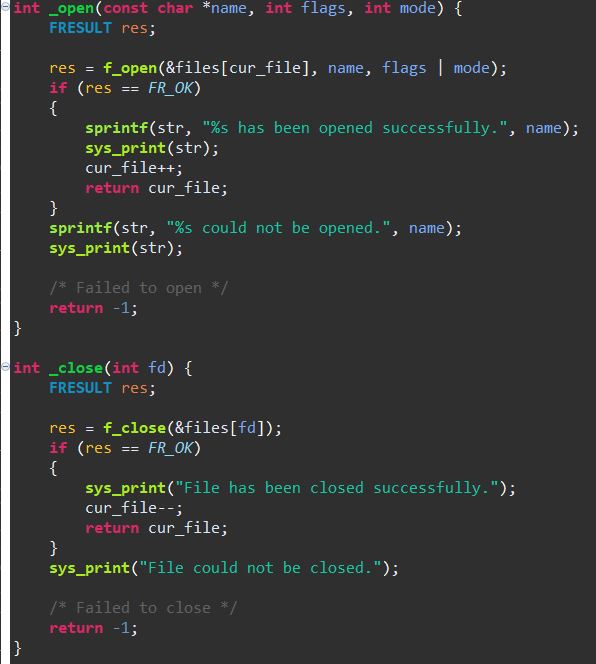 int _open(const char *name, int flags, int mode) {
    FRESULT res;

    res = f_open(&files[cur_file], name, flags | mode);
    if (res == FR_OK)
    {
        sprintf(str, "%s has been opened successfully.", name);
        sys_print(str);
        cur_file++;
        return cur_file;
    }
    sprintf(str, "%s could not be opened.", name);
    sys_print(str);

    /* Failed to open */
    return -1;
}

int _close(int fd) {
    FRESULT res;

    res = f_close(&files[fd]);
    if (res == FR_OK)
    {
        sys_print("File has been closed successfully.");
        cur_file--;
        return cur_file;
    }
    sys_print("File could not be closed.");

    /* Failed to close */
    return -1;
}